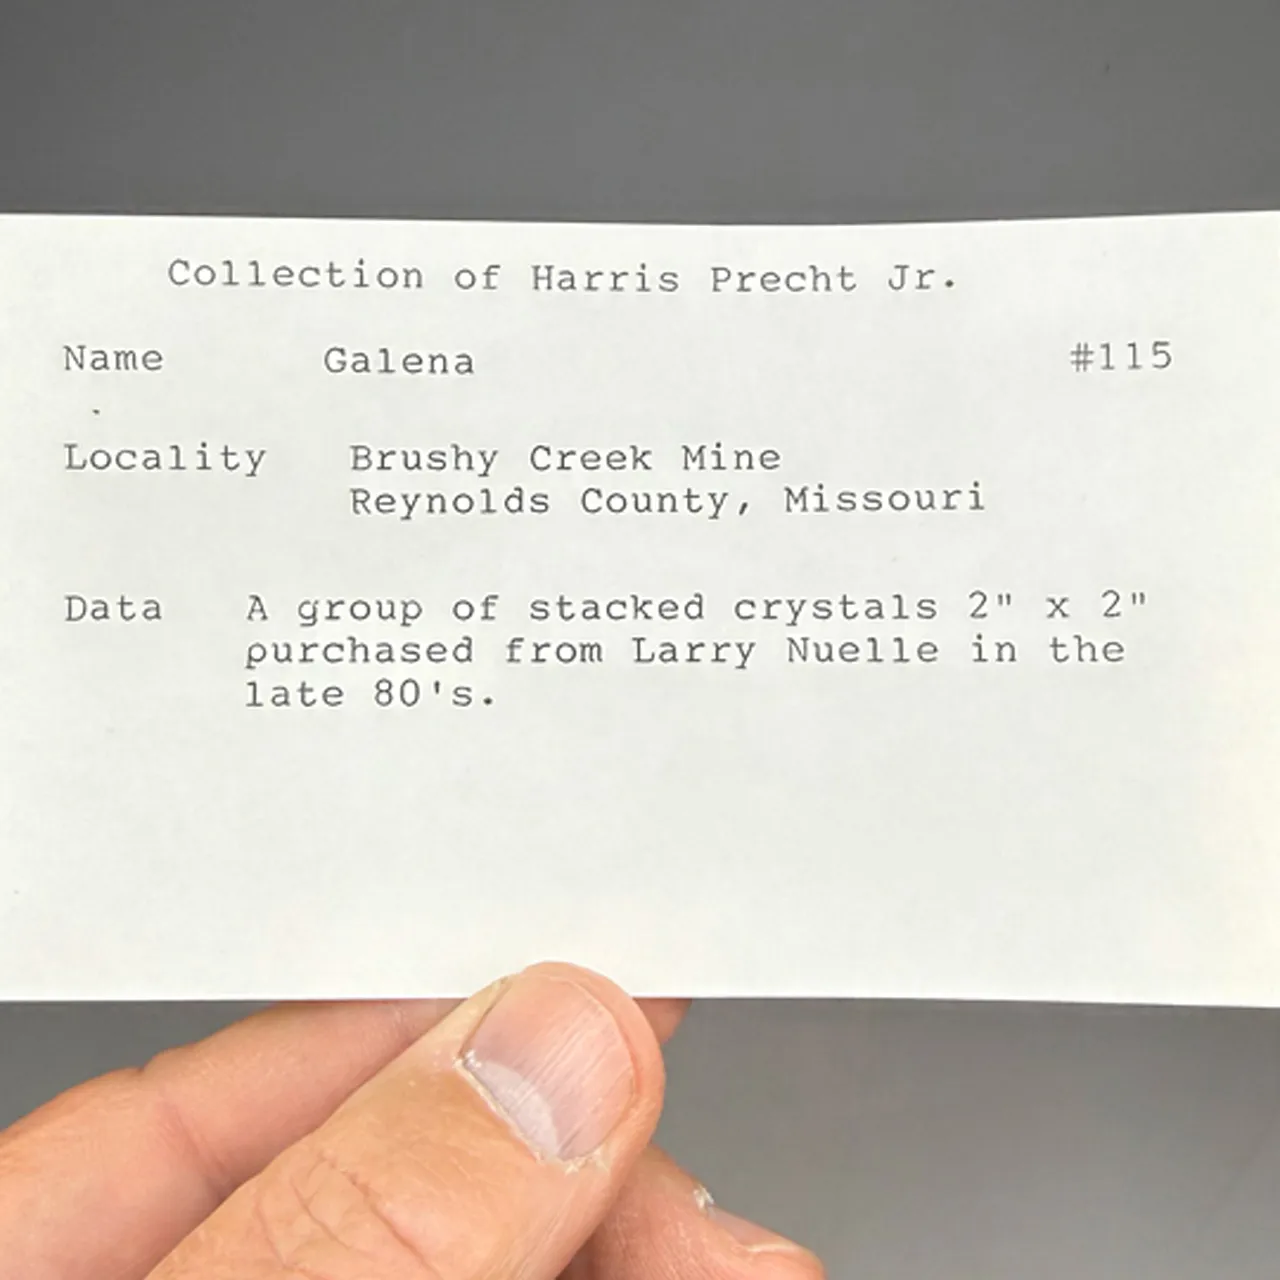 Collection of Harris Precht Jr.
Name Galena #115
Locality Brushy Creek Mine
Reynolds County, Missouri
Data A group of stacked crystals 2" x 2"
purchased from Larry Nuelle in the
late 80's.